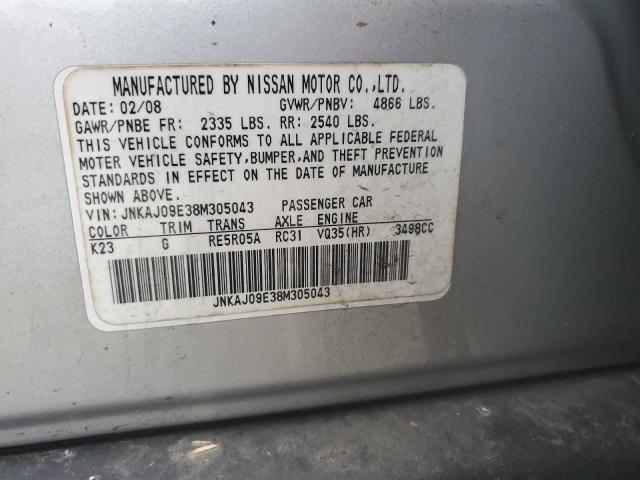 MANUFACTURED BY NISSAN MOTOR CO.,LTD.
DATE: 02/08 GVWR/PNBV: 4866 LBS.
GAWR/PNBE FR: 2335 LBS. RR: 2540 LBS.
THIS VEHICLE CONFORMS TO ALL APPLICABLE FEDERAL
MOTER VEHICLE SAFETY,BUMPER,AND THEFT PREVENTION
STANDARDS IN EFFECT ON THE DATE OF MANUFACTURE
SHOWN ABOVE.
VIN: JNKAJ09E38M305043 PASSENGER CAR
COLOR TRIM TRANS AXLE ENGINE
K23 G RE5R05A RC31 VQ35(HR) 3498CC
JNKAJ09E38M305043